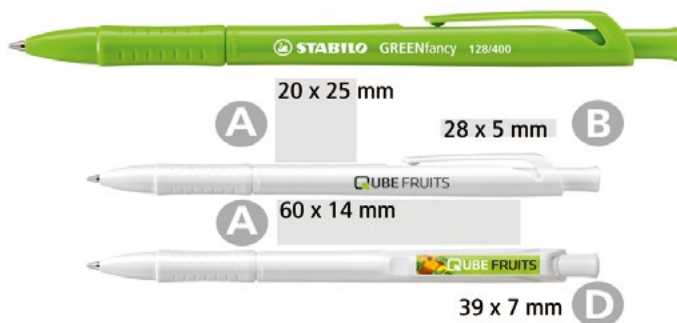 STABILO GREENfancy 128/400
20 x 25 mm
A
28 x 5 mm B
QUBE FRUITS
A 60 x 14 mm
QUBE FRUITS
39 x 7 mm D